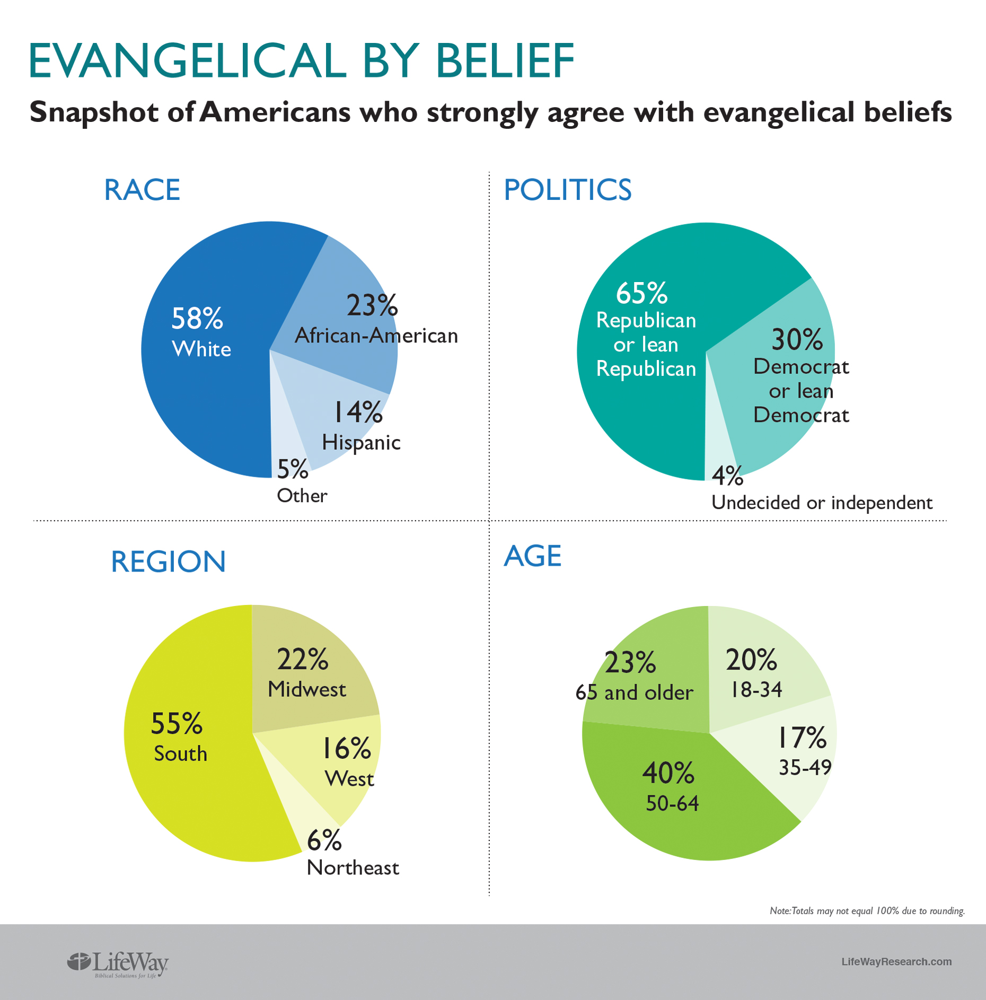 EVANGELICAL BY BELIEF
Snapshot of Americans who strongly agree with evangelical beliefs
RACE
58%
White
23%
African-American
14%
Hispanic
5%
Other
POLITICS
65%
Republican
or lean
Republican
30%
Democrat
or lean
Democrat
4%
Undecided or independent
REGION
22%
Midwest
55%
South
16%
West
6%
Northeast
AGE
23%
65 and older
20%
18-34
17%
35-49
40%
50-64
Note:Totals may not equal 100% due to rounding.
LifeWay®
Biblical Solutions for Life
LifeWayResearch.com